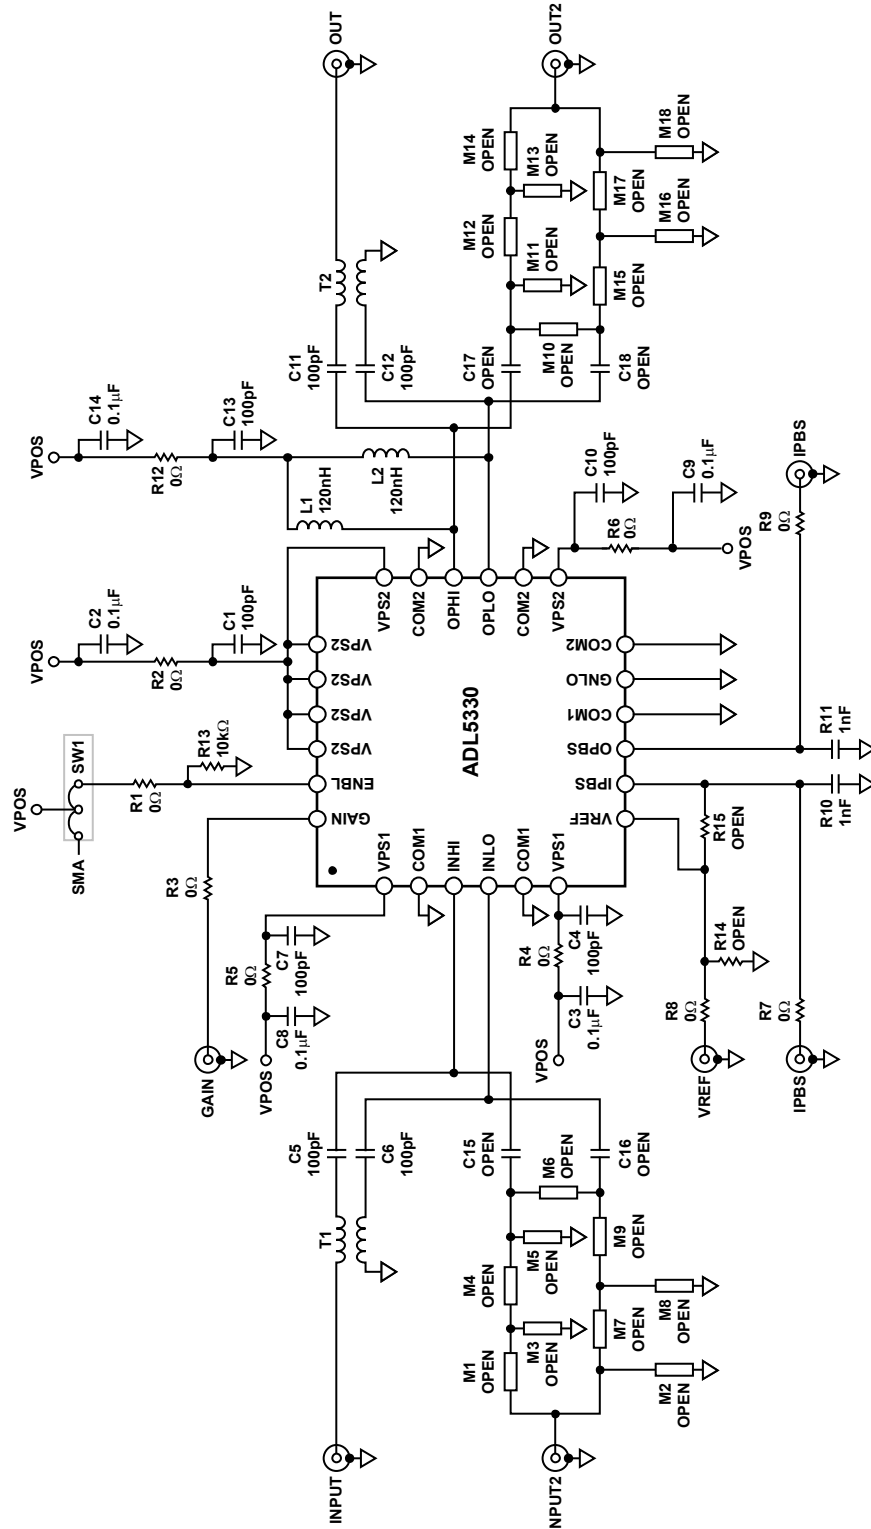 VPOS
VPOS
VPOS
SMA
SW1
C2
0.1µF
C14
0.1µF
R1
0Ω
R2
0Ω
R12
0Ω
R3
0Ω
R13
10kΩ
C1
100pF
C13
100pF
GAIN
R5
0Ω
VPOS
C8
0.1µF
C7
100pF
L1
120nH
L2
120nH
INPUT
T1
C5
100pF
C6
100pF
C11
100pF
C12
100pF
T2
OUT
GAIN
ENBL
VPS2
VPS2
VPS2
VPS2
VPS1
COM1
INHI
INLO
COM1
VPS1
ADL5330
VPS2
COM2
OPHI
OPLO
COM2
VPS2
VREF
IPBS
OPBS
COM1
GNLO
COM2
NPUT2
M1
OPEN
M4
OPEN
C15
OPEN
M3
OPEN
M5
OPEN
M6
OPEN
M7
OPEN
M9
OPEN
C16
OPEN
M2
OPEN
M8
OPEN
VPOS
C3
0.1µF
R4
0Ω
C4
100pF
C10
100pF
R6
0Ω
C9
0.1µF
VPOS
C17
OPEN
M12
OPEN
M14
OPEN
M10
OPEN
M11
OPEN
M13
OPEN
C18
OPEN
M15
OPEN
M17
OPEN
M16
OPEN
M18
OPEN
OUT2
VREF
R8
0Ω
R14
OPEN
R15
OPEN
IPBS
R7
0Ω
R10
1nF
R11
1nF
R9
0Ω
IPBS